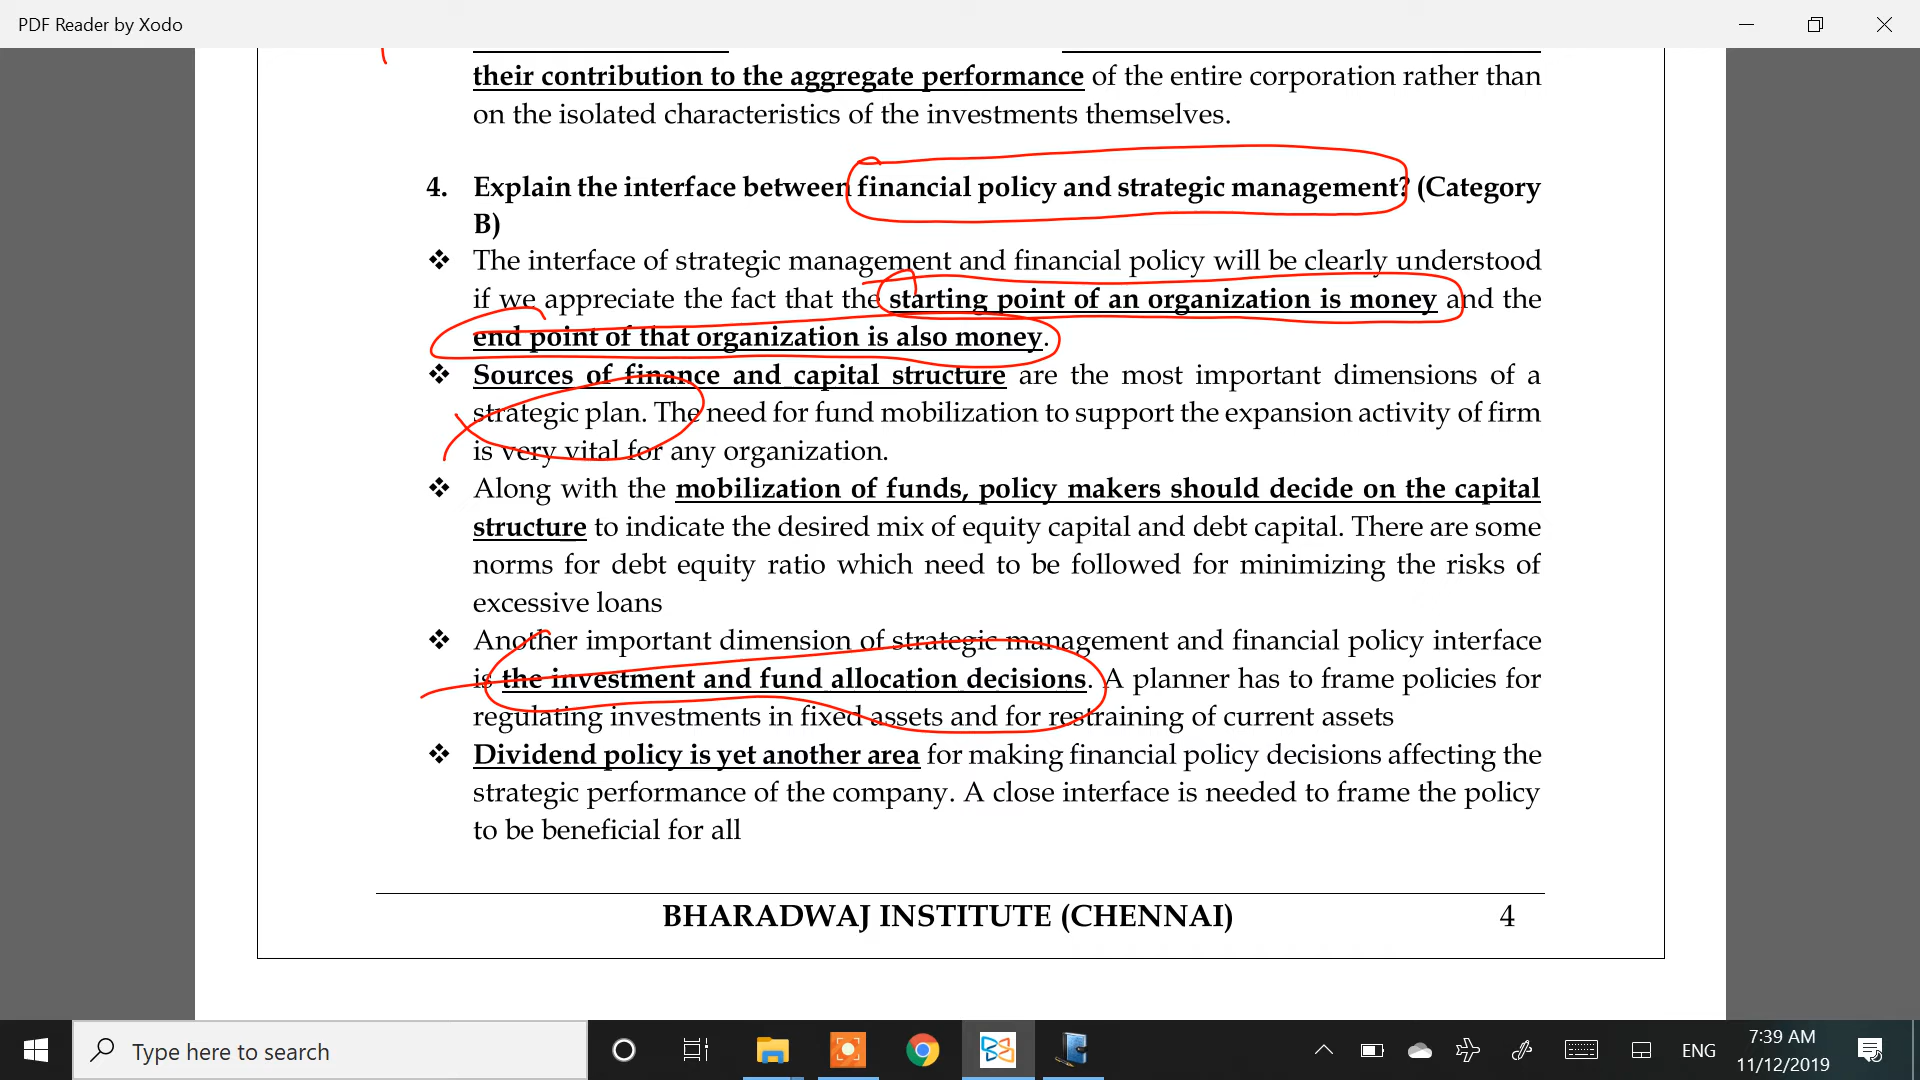 PDF Reader by Xodo
their contribution to the aggregate performance of the entire corporation rather than
on the isolated characteristics of the investments themselves.
4. Explain the interface between financial policy and strategic management? (Category
B)
❖ The interface of strategic management and financial policy will be clearly understood
if we appreciate the fact that the starting point of an organization is money and the
end point of that organization is also money.
❖ Sources of finance and capital structure are the most important dimensions of a
strategic plan. The need for fund mobilization to support the expansion activity of firm
is very vital for any organization.
❖ Along with the mobilization of funds, policy makers should decide on the capital
structure to indicate the desired mix of equity capital and debt capital. There are some
norms for debt equity ratio which need to be followed for minimizing the risks of
excessive loans
❖ Another important dimension of strategic management and financial policy interface
is the investment and fund allocation decisions. A planner has to frame policies for
regulating investments in fixed assets and for restraining of current assets
❖ Dividend policy is yet another area for making financial policy decisions affecting the
strategic performance of the company. A close interface is needed to frame the policy
to be beneficial for all
BHARADWAJ INSTITUTE (CHENNAI) 4
Type here to search
ENG
7:39 AM
11/12/2019